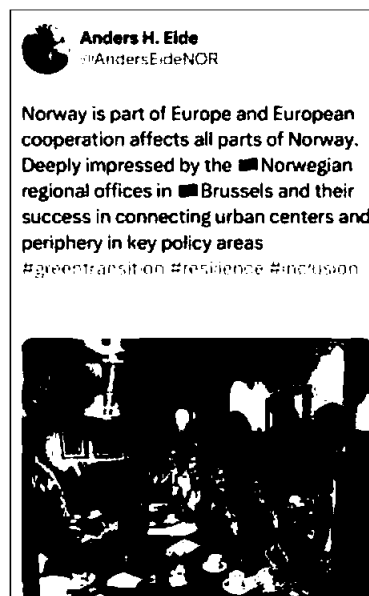 Anders H. Eide
@AndersEideNOR
Norway is part of Europe and European
cooperation affects all parts of Norway.
Deeply impressed by the Norwegian
regional offices in Brussels and their
success in connecting urban centers and
periphery in key policy areas
#greentransition #resilience #inclusion